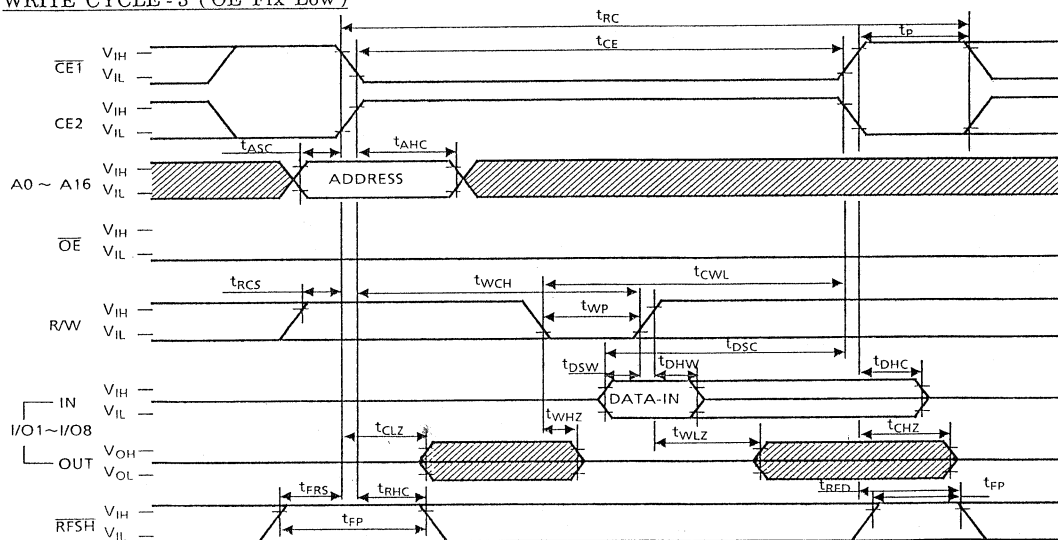 WRITE CYCLE-3 (OE Fix Low)
tRC
tCE
tP
CE1
VIH
VIL
CE2
VIH
VIL
tASC
tAHC
A0 ~ A16
VIH
VIL
ADDRESS
OE
VIH
VIL
tRCS
tWCH
tCWL
R/W
VIH
VIL
tWP
tDSC
tDSW
tDHW
tDHC
IN
VIH
VIL
DATA-IN
I/O1~I/O8
tCLZ
tWHZ
tWLZ
tCHZ
OUT
VOH
VOL
tFRS
tRHC
tRFD
tFP
RFSH
VIH
VIL
tFP